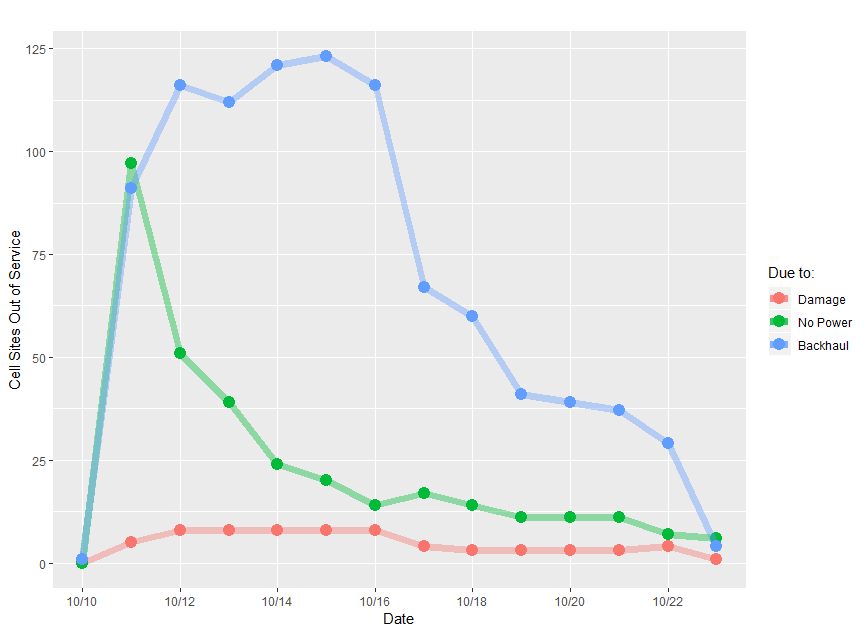 125
100
75
50
25
0
Cell Sites Out of Service
10/10 10/12 10/14 10/16 10/18 10/20 10/22
Date
Due to:
Damage
No Power
Backhaul